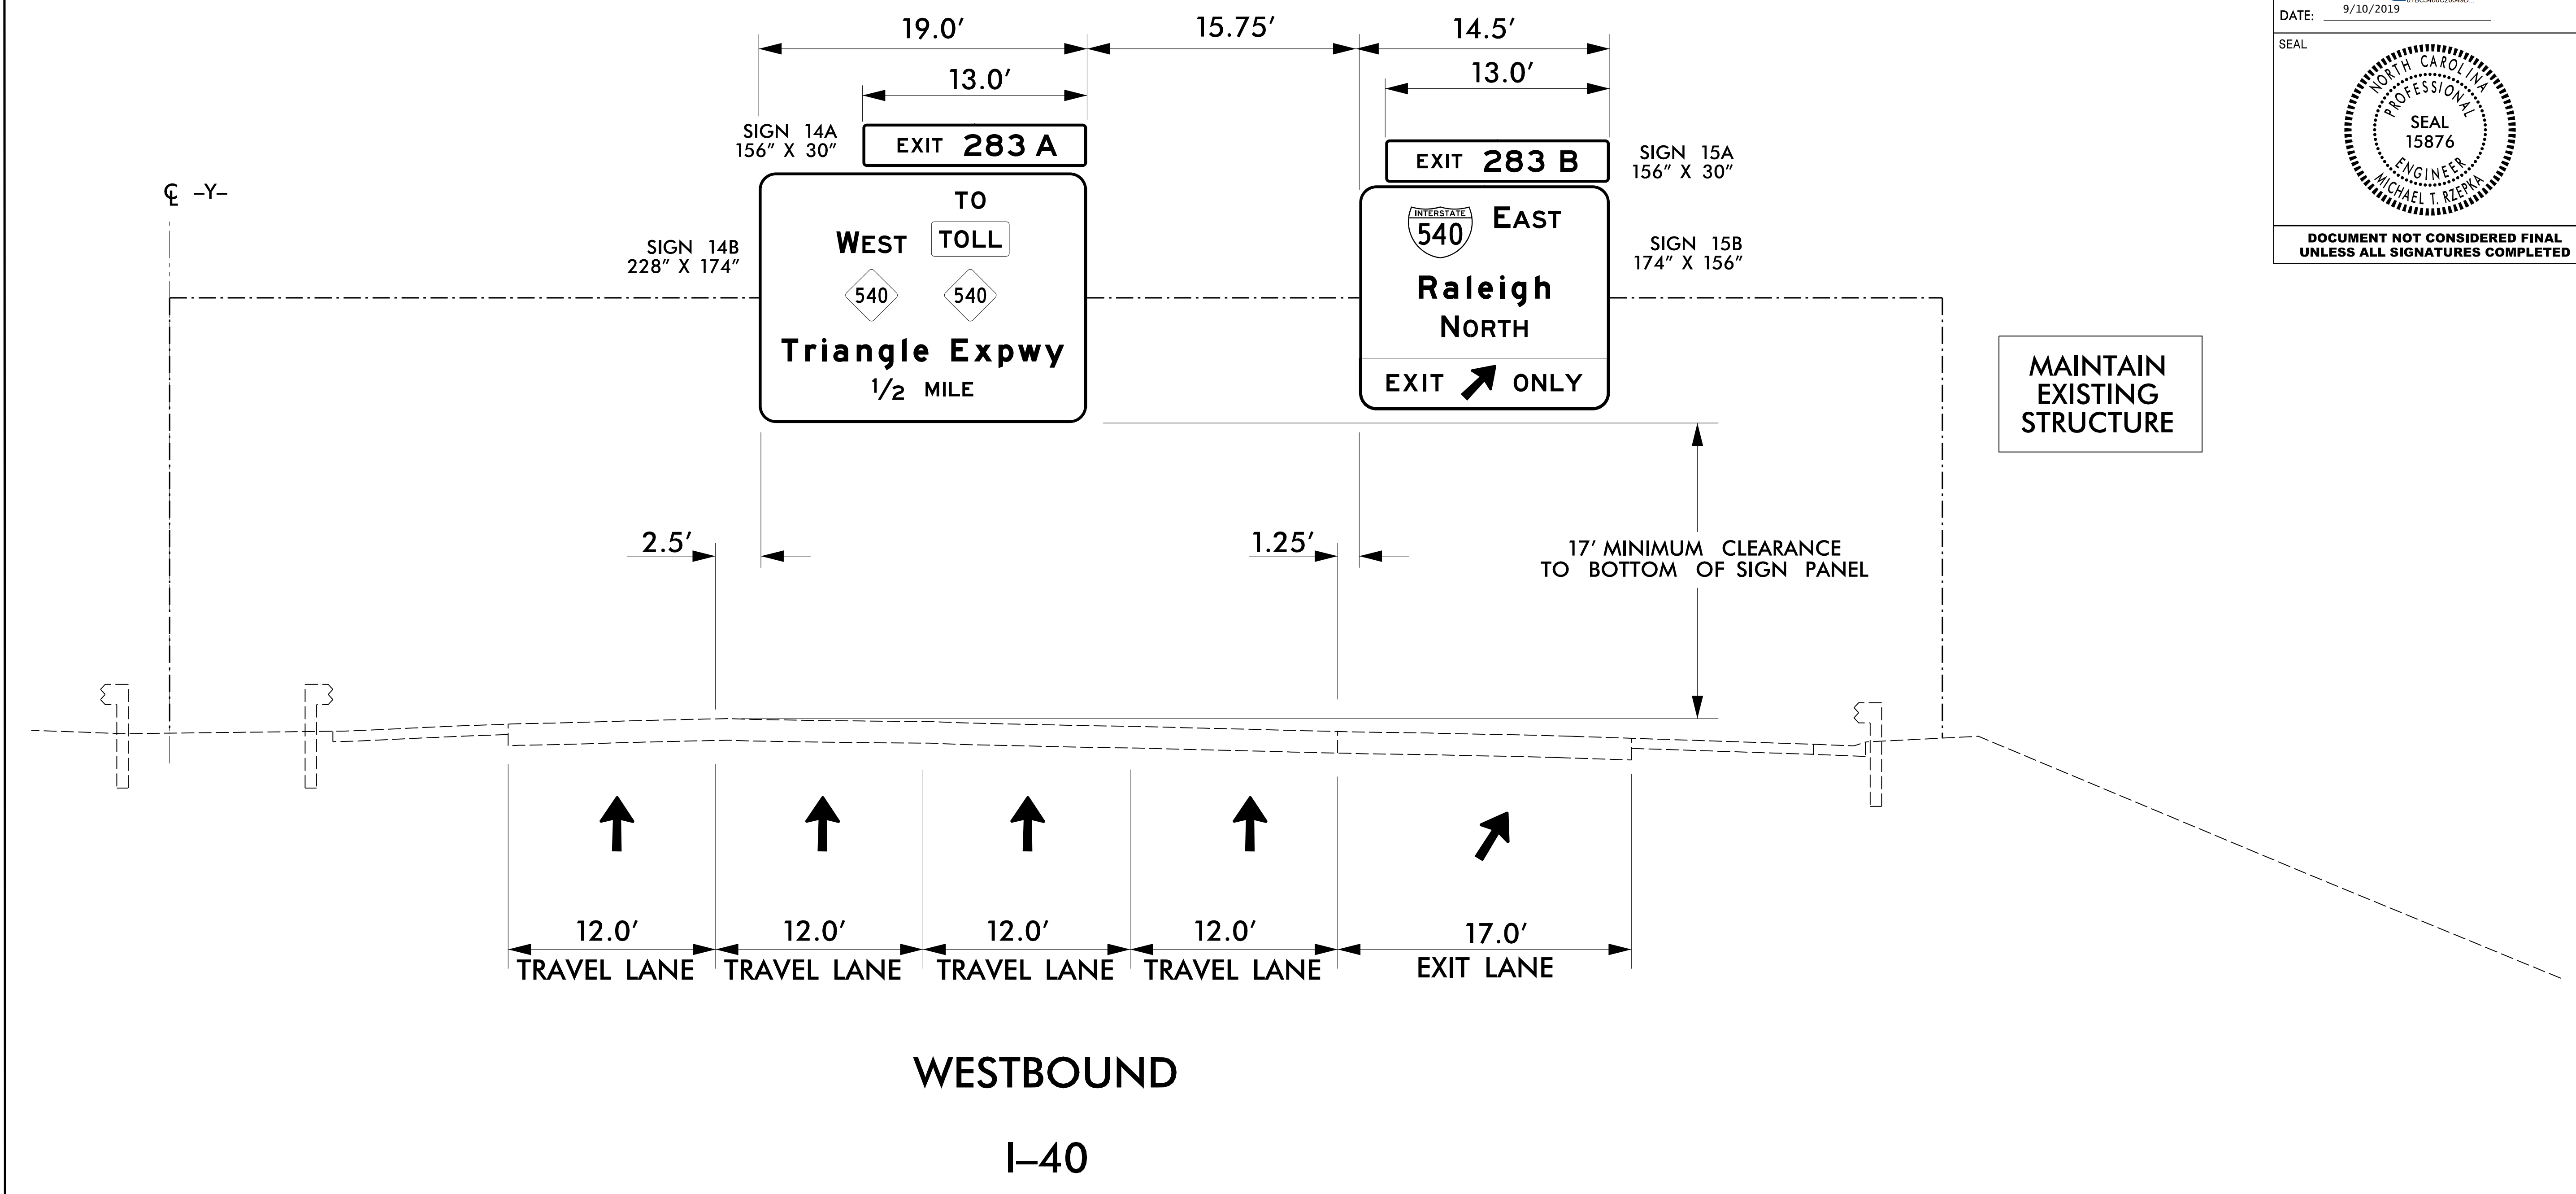 19.0′
15.75′
14.5′
13.0′
13.0′
SIGN 14A
156″ X 30″
EXIT 283 A
EXIT 283 B
SIGN 15A
156″ X 30″
℄ –Y–
SIGN 14B
228″ X 174″
TO
WEST TOLL
540 540
Triangle Expwy
1/2 MILE
INTERSTATE
540 EAST
Raleigh
NORTH
EXIT ONLY
SIGN 15B
174″ X 156″
MAINTAIN
EXISTING
STRUCTURE
2.5′
1.25′
17′ MINIMUM CLEARANCE
TO BOTTOM OF SIGN PANEL
12.0′
TRAVEL LANE
12.0′
TRAVEL LANE
12.0′
TRAVEL LANE
12.0′
TRAVEL LANE
17.0′
EXIT LANE
WESTBOUND
I–40
DATE: 9/10/2019
SEAL
NORTH CAROLINA
PROFESSIONAL
SEAL
15876
ENGINEER
MICHAEL T. RZEPKA
DOCUMENT NOT CONSIDERED FINAL
UNLESS ALL SIGNATURES COMPLETED